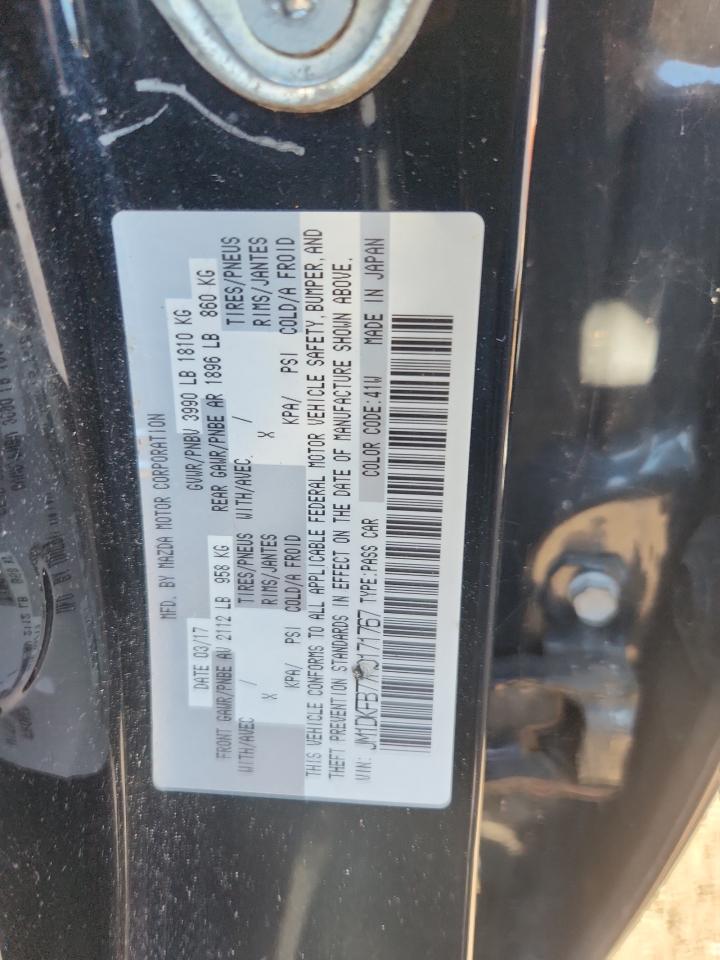 MFD. BY MAZDA MOTOR CORPORATION
DATE 03/17 GVWR/PNBV 3990 LB 1810 KG
FRONT GAWR/PNBE AV 2112 LB 958 KG REAR GAWR/PNBE AR 1896 LB 860 KG
WITH/AVEC / TIRES/PNEUS WITH/AVEC / TIRES/PNEUS
X RIMS/JANTES X RIMS/JANTES
KPA/ PSI COLD/A FROID KPA/ PSI COLD/A FROID
THIS VEHICLE CONFORMS TO ALL APPLICABLE FEDERAL MOTOR VEHICLE SAFETY, BUMPER, AND
THEFT PREVENTION STANDARDS IN EFFECT ON THE DATE OF MANUFACTURE SHOWN ABOVE.
VIN: TYPE:PASS CAR COLOR CODE:41W MADE IN JAPAN